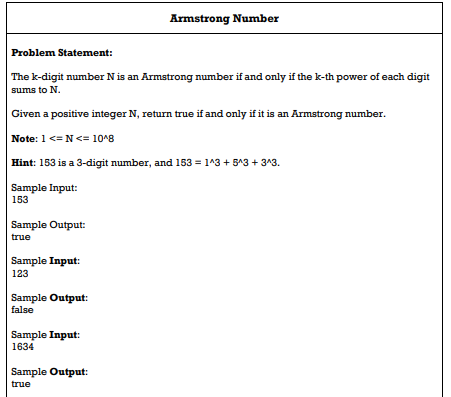 Armstrong Number
Problem Statement:
The k-digit number N is an Armstrong number if and only if the k-th power of each digit
sums to N.
Given a positive integer N, return true if and only if it is an Armstrong number.
Note: 1 <= N <= 10^8
Hint: 153 is a 3-digit number, and 153 = 1^3 + 5^3 + 3^3.
Sample Input:
153
Sample Output:
true
Sample Input:
123
Sample Output:
false
Sample Input:
1634
Sample Output:
true